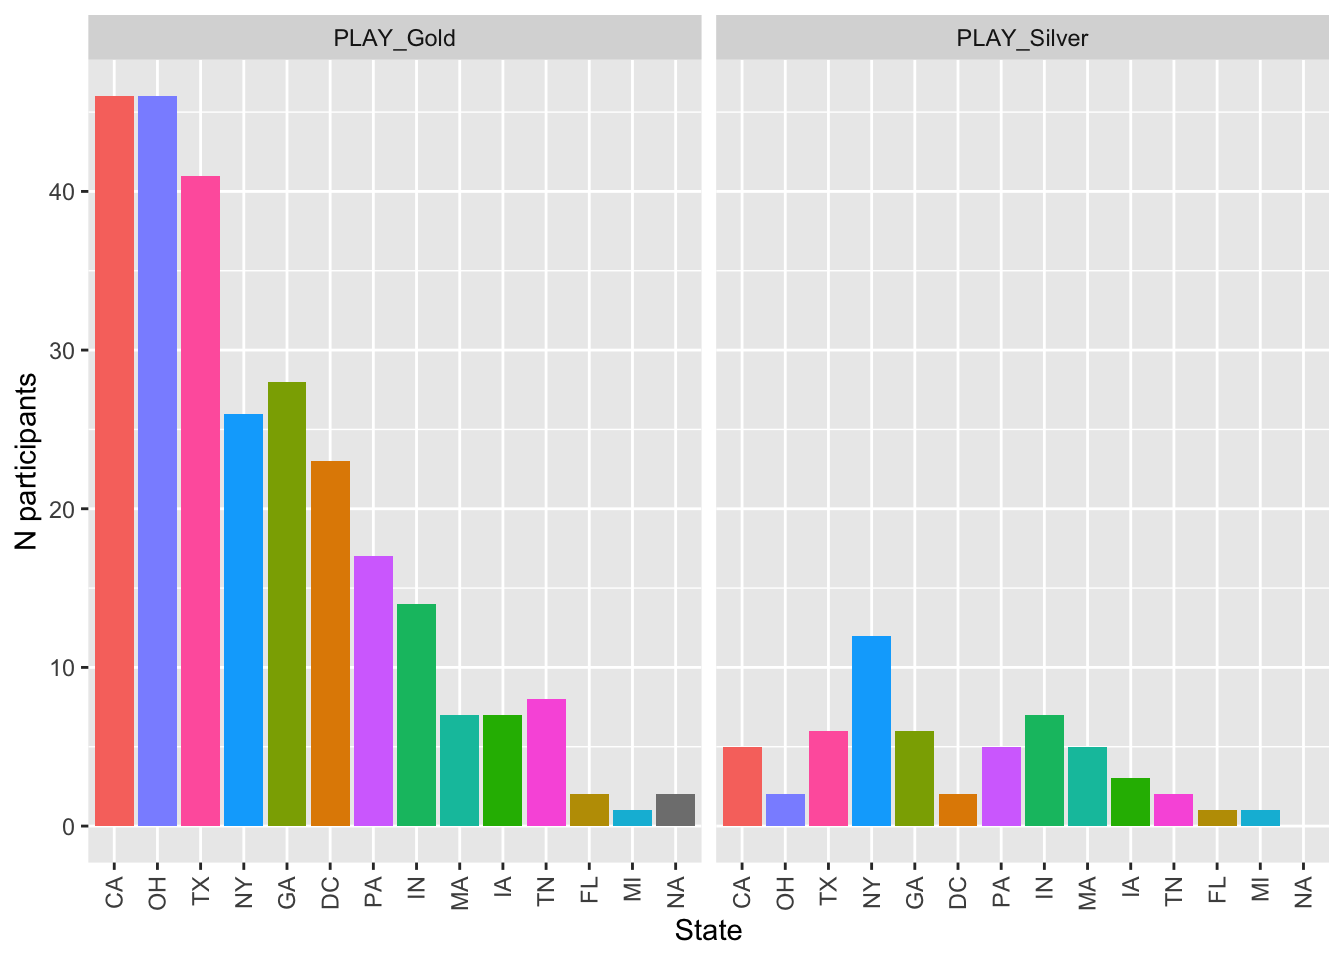 PLAY_Gold
PLAY_Silver
N participants
40
30
20
10
0
CA OH TX NY GA DC PA IN MA IA TN FL MI NA
CA OH TX NY GA DC PA IN MA IA TN FL MI NA
State